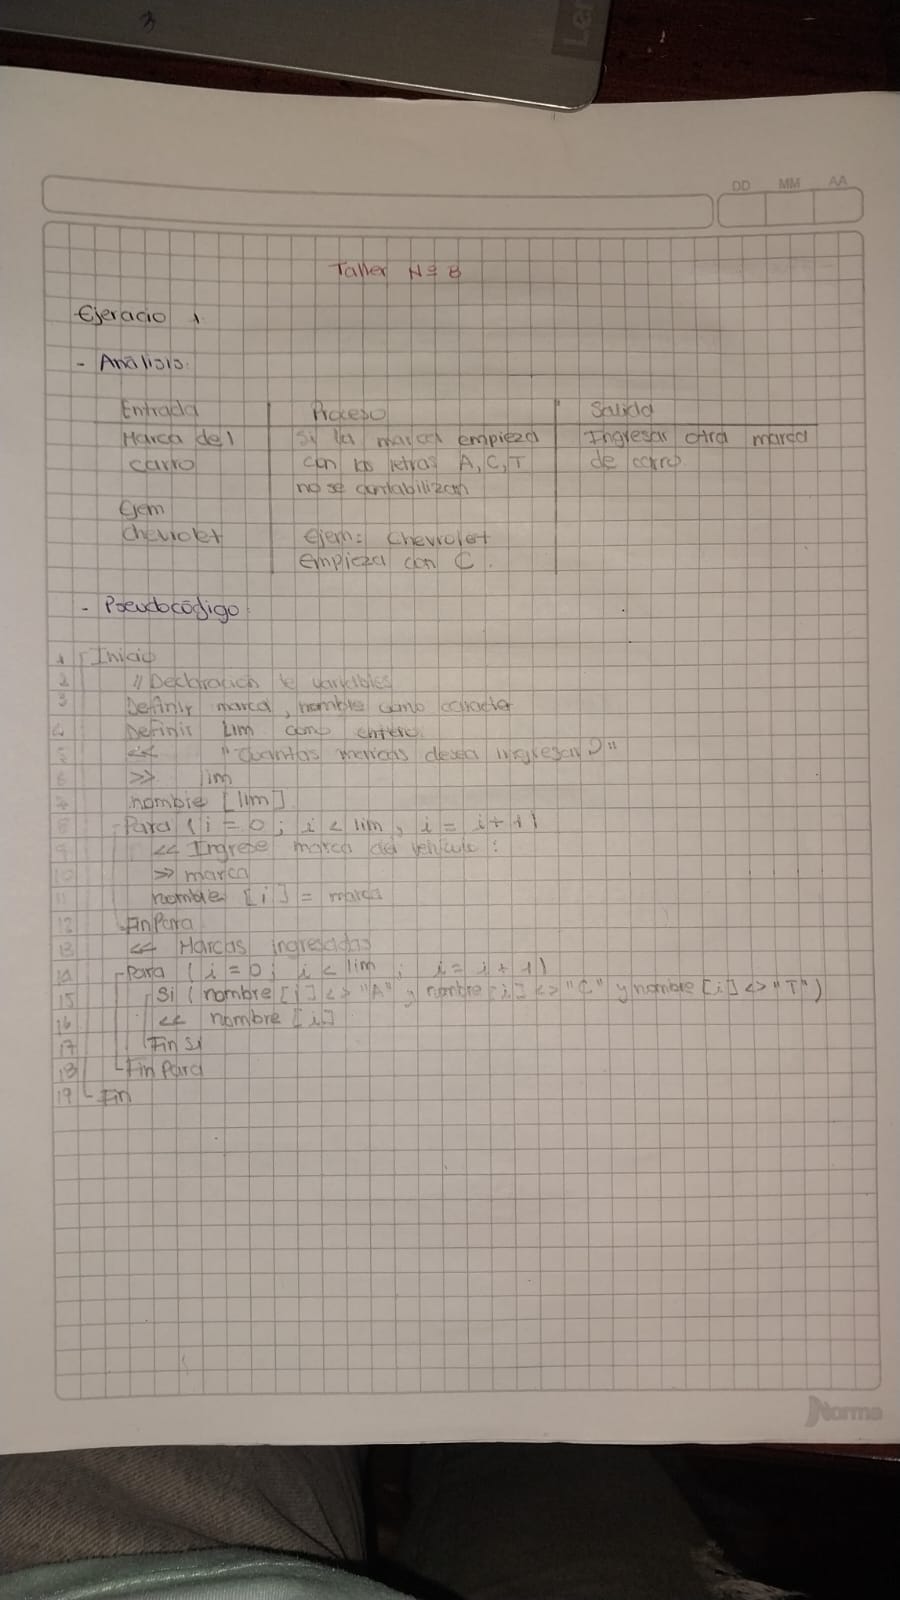 Len
DD MM AA
Taller Nº 8
Ejercicio 1
- Análisis:
Entrada Proceso Salida
Marca del Si la marca empieza Ingresar otra marca
carro con las letras A, C, T de carro.
no se contabilizan
Ejem
Chevrolet Ejem: Chevrolet
empieza con C.
- Pseudocódigo:
1 Inicio
2 // Declaración de variables
3 Definir marca, nombre como caracter
4 Definir Lim como entero
5 << "Cuantas marcas desea ingresar?"
6 >> lim
7 nombre [lim]
8 Para (i = 0; i < lim, i = i + 1)
9 << Ingrese marca del vehículo :
10 >> marca
11 nombre [i] = marca
12 FinPara
13 << Marcas ingresadas
14 Para (i = 0; i < lim ; i = i + 1)
15 Si (nombre [i] <> "A" y nombre [i] <> "C" y nombre [i] <> "T")
16 << nombre [i]
17 Fin Si
18 Fin Para
19 Fin
Norma